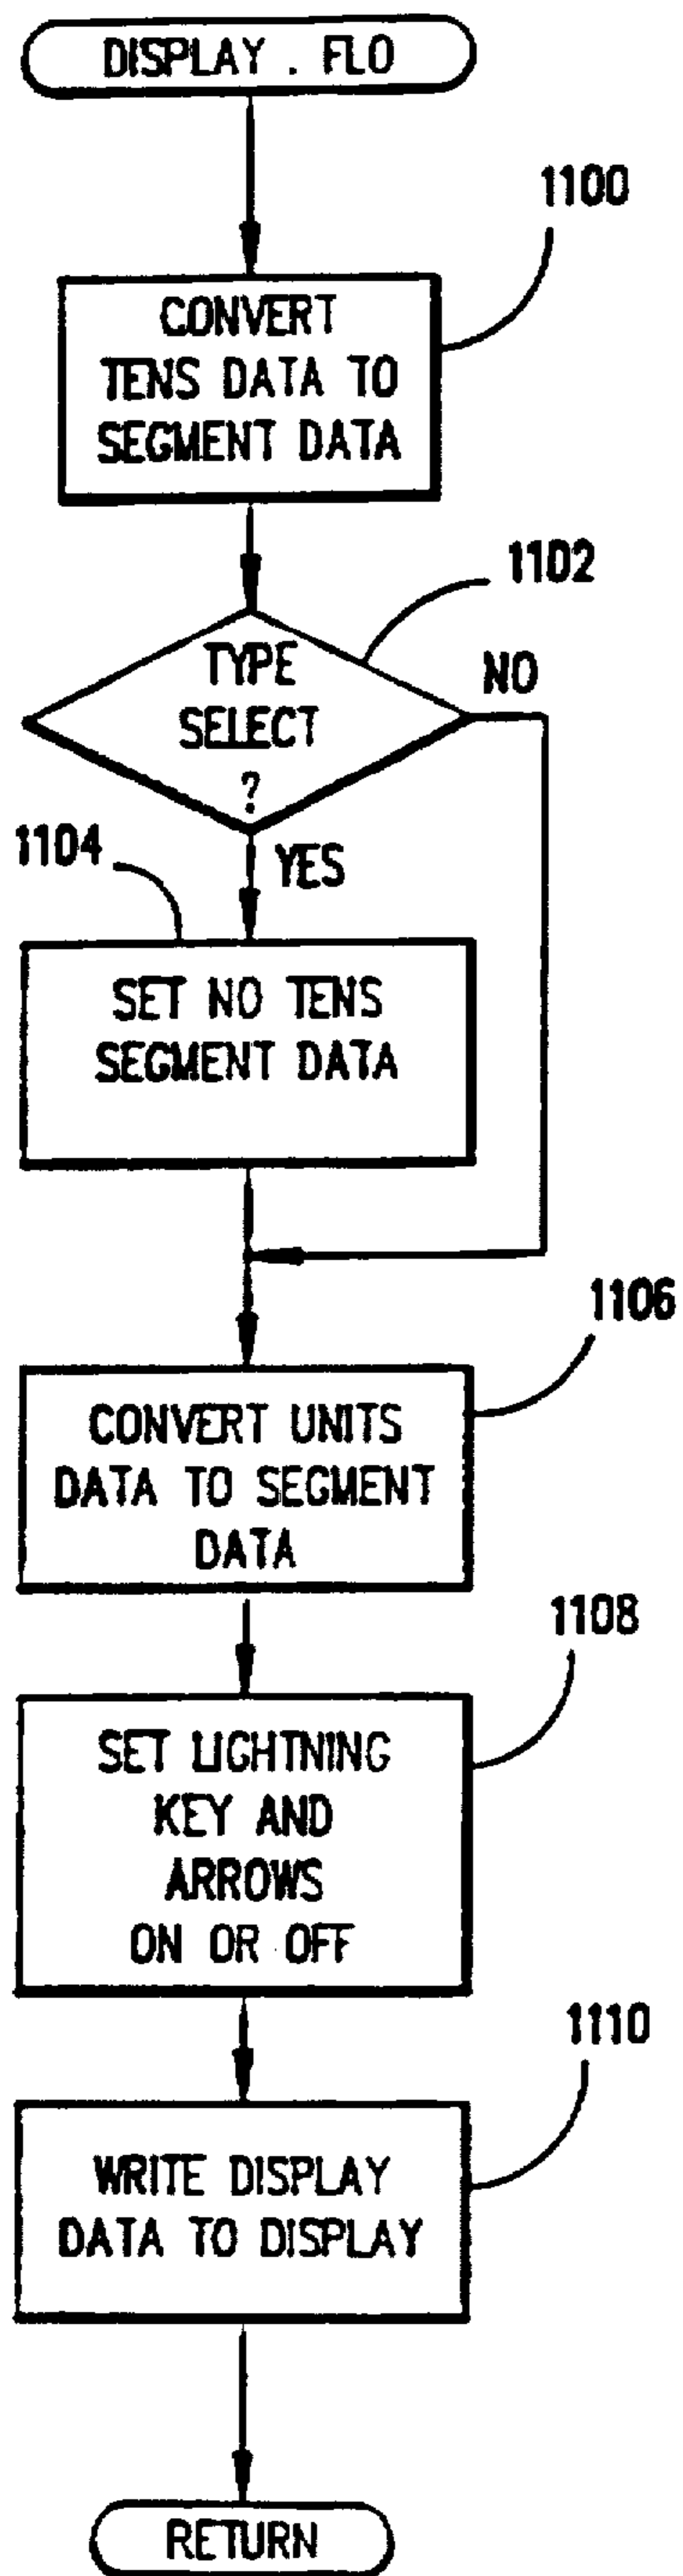 DISPLAY . FLO
1100
CONVERT
TENS DATA TO
SEGMENT DATA
1102
TYPE
SELECT
?
NO
1104
YES
SET NO TENS
SEGMENT DATA
1106
CONVERT UNITS
DATA TO SEGMENT
DATA
1108
SET LIGHTNING
KEY AND
ARROWS
ON OR OFF
1110
WRITE DISPLAY
DATA TO DISPLAY
RETURN